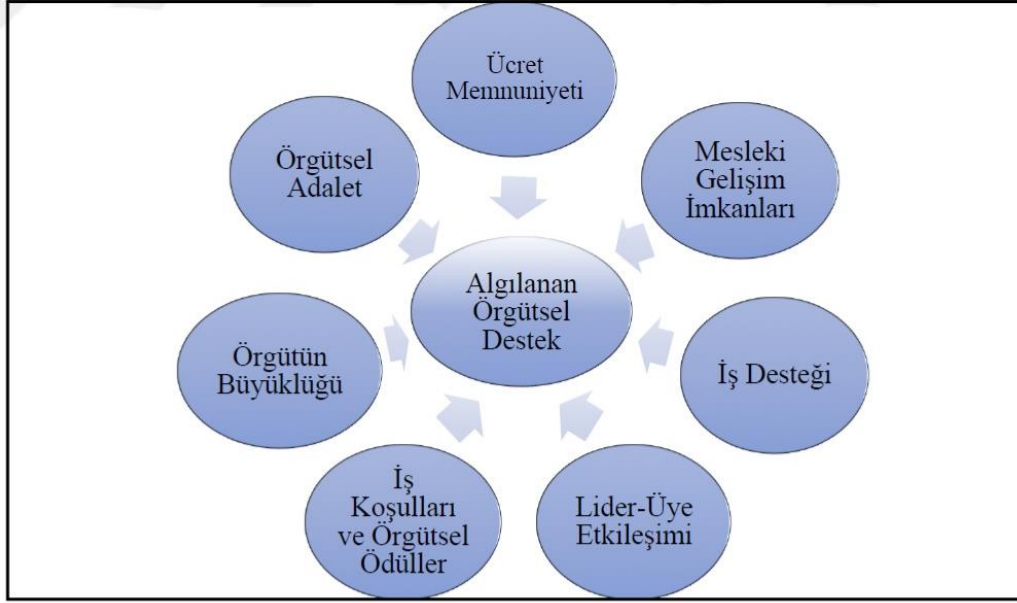 Ücret
Memnuniyeti
Mesleki
Gelişim
İmkanları
İş Desteği
Lider-Üye
Etkileşimi
İş
Koşulları
ve Örgütsel
Ödüller
Örgütün
Büyüklüğü
Örgütsel
Adalet
Algılanan
Örgütsel
Destek